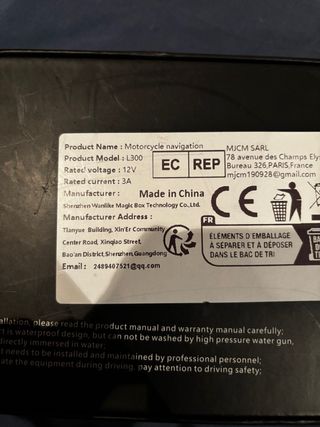 Product Name : Motorcycle navigation
Product Model : L300
Rated voltage : 12V
Rated current : 3A
Manufacturer :
Made in China
Shenzhen Wanlike Magic Box Technology Co.,Ltd.
Manufacturer Address :
Tianyue Building, Xin'Er Community
Center Road, Xinqiao Street,
Bao'an District,Shenzhen,Guangdong
Email : 2489407521@qq.com
EC REP
MJCM SARL
78 avenue des Champs Ely
Bureau 326,PARIS,France
mjcm190928@gmail.com
CE
FR
ÉLÉMENTS D'EMBALLAGE
À SÉPARER ET À DÉPOSER
DANS LE BAC DE TRI
BAC
DE
allation, please read the product manual and warranty manual carefully;
t is waterproof design, but can not be washed by high pressure water gun,
directly immersed in water;
t needs to be installed and maintained by professional personnel;
ate the equipment during driving, pay attention to driving safety;